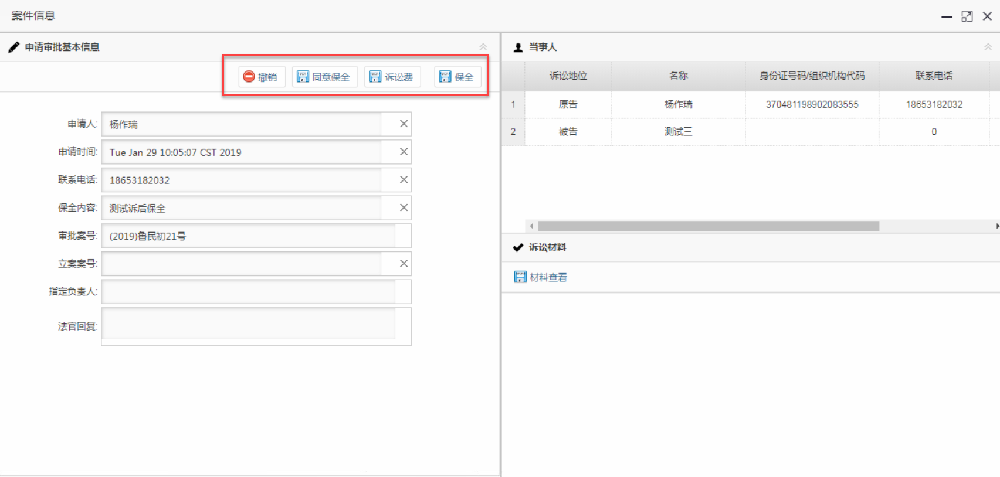 案件信息
申请审批基本信息
撤销 同意保全 诉讼费 保全
申请人: 杨作瑞
申请时间: Tue Jan 29 10:05:07 CST 2019
联系电话: 18653182032
保全内容: 测试诉后保全
审批案号: (2019)鲁民初21号
立案案号:
指定负责人:
法官回复:
当事人
诉讼地位 名称 身份证号码/组织机构代码 联系电话
1 原告 杨作瑞 370481198902083555 18653182032
2 被告 测试三 0
诉讼材料
材料查看